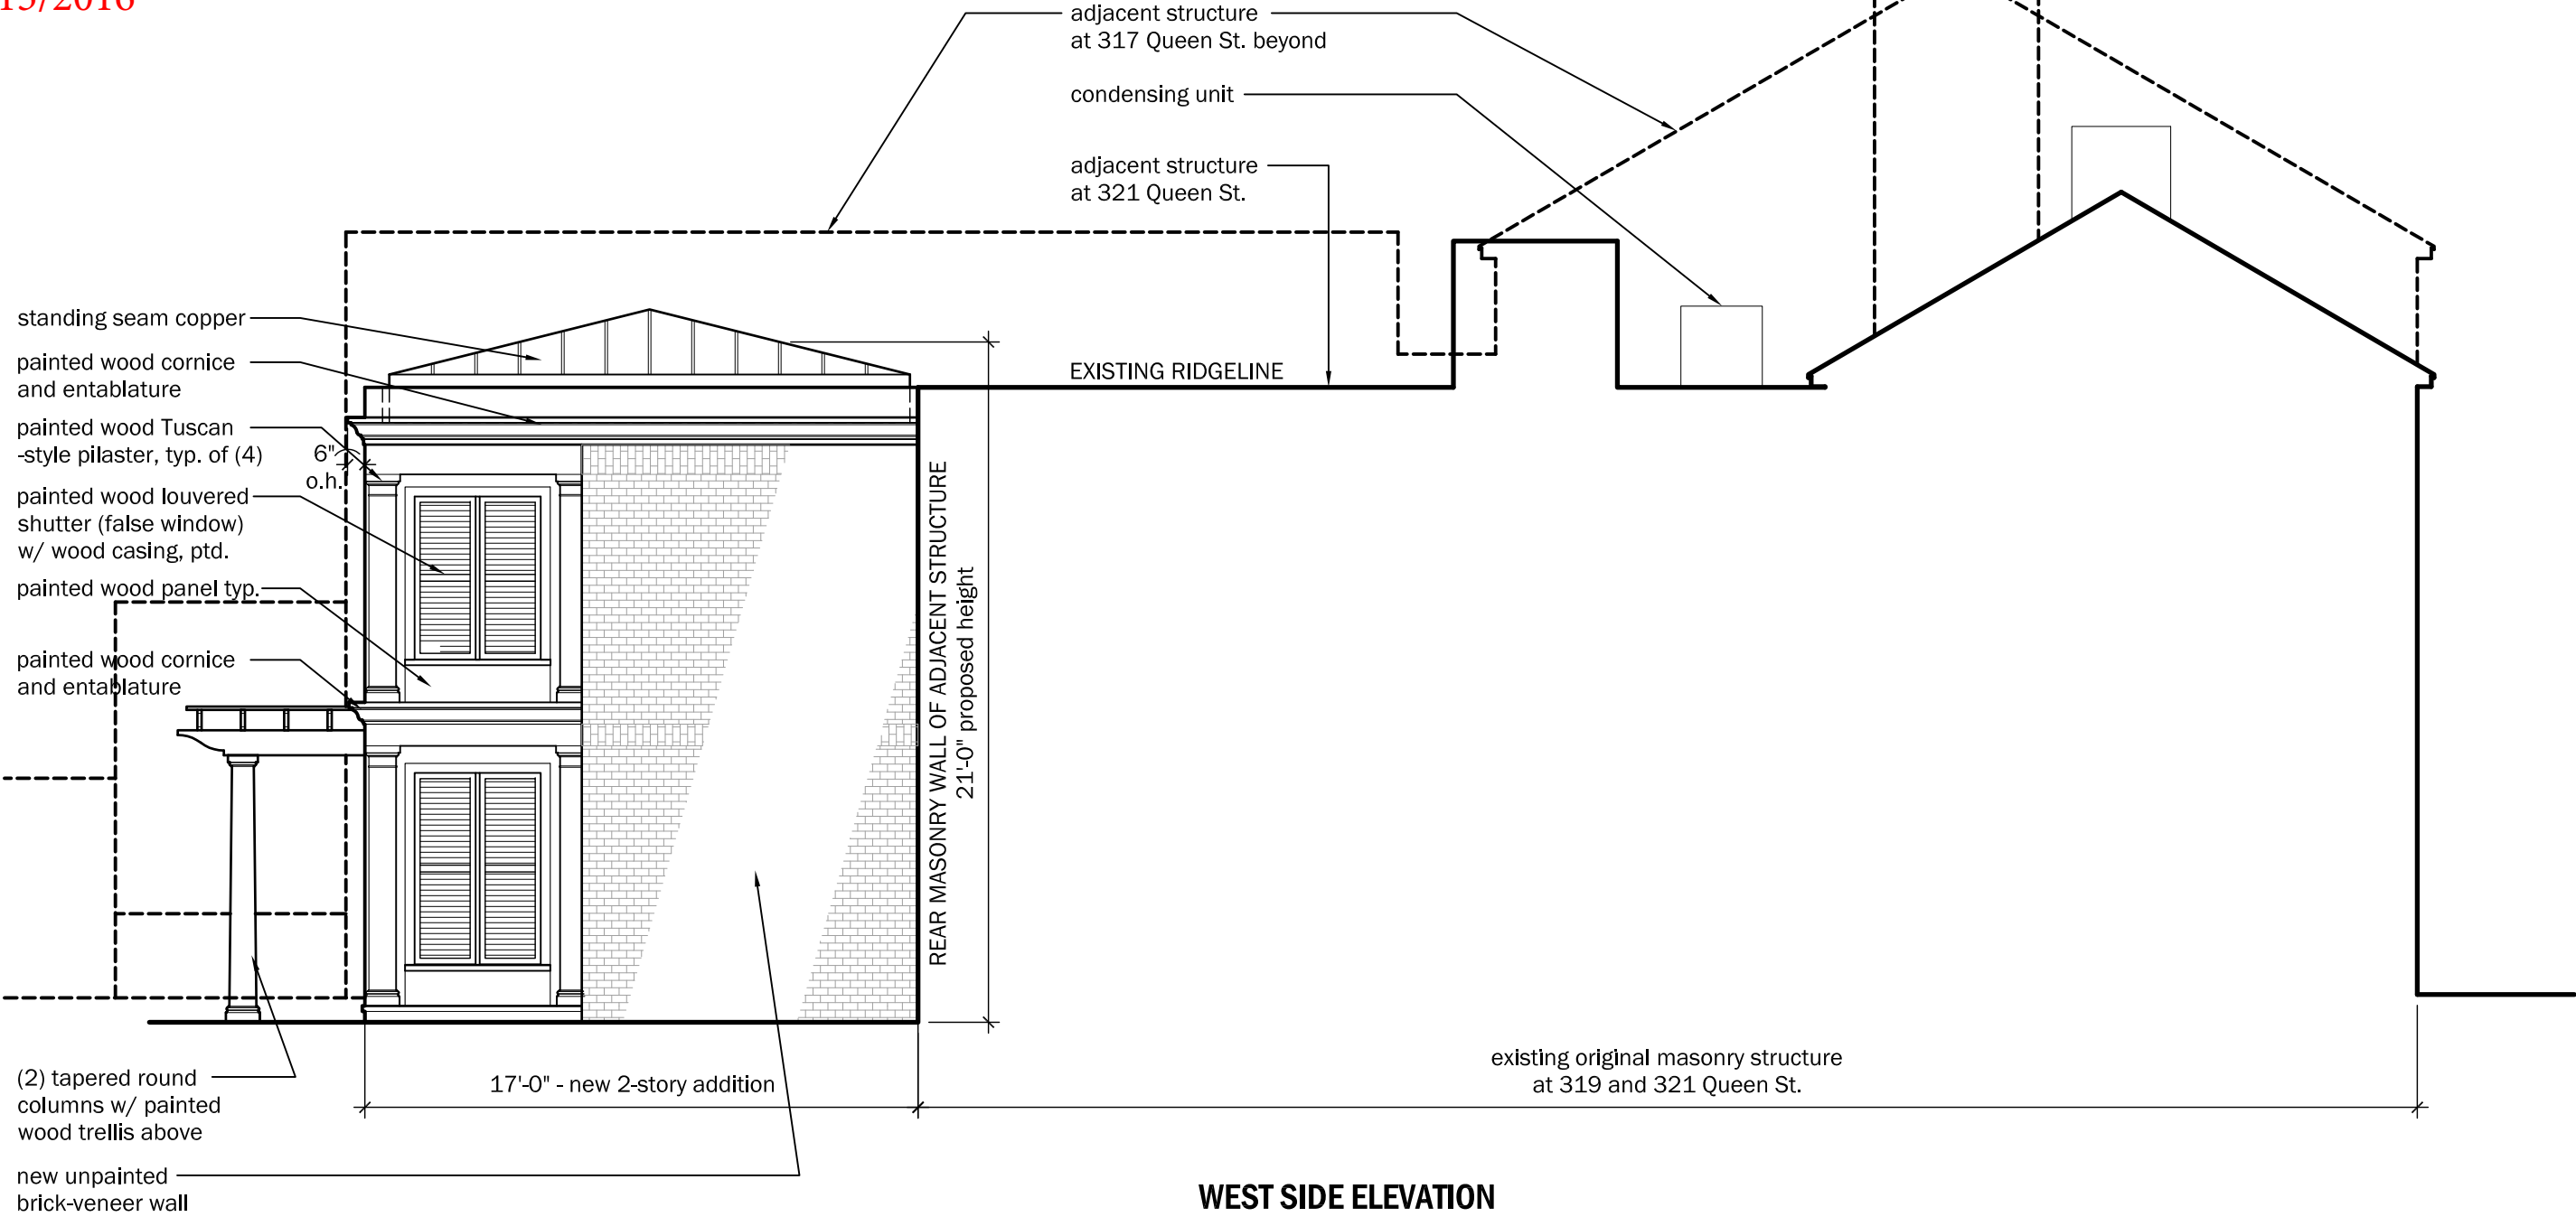 15/2016
adjacent structure
at 317 Queen St. beyond
condensing unit
adjacent structure
at 321 Queen St.
standing seam copper
painted wood cornice
and entablature
painted wood Tuscan
-style pilaster, typ. of (4)
6"
o.h.
painted wood louvered
shutter (false window)
w/ wood casing, ptd.
painted wood panel typ.
painted wood cornice
and entablature
EXISTING RIDGELINE
REAR MASONRY WALL OF ADJACENT STRUCTURE
21'-0" proposed height
(2) tapered round
columns w/ painted
wood trellis above
new unpainted
brick-veneer wall
17'-0" - new 2-story addition
existing original masonry structure
at 319 and 321 Queen St.
WEST SIDE ELEVATION